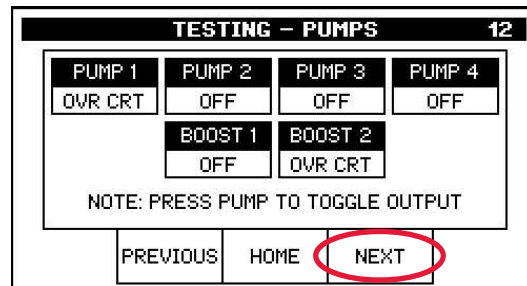 TESTING – PUMPS 12
PUMP 1 PUMP 2 PUMP 3 PUMP 4
OVR CRT OFF OFF OFF
BOOST 1 BOOST 2
OFF OVR CRT
NOTE: PRESS PUMP TO TOGGLE OUTPUT
PREVIOUS HOME NEXT